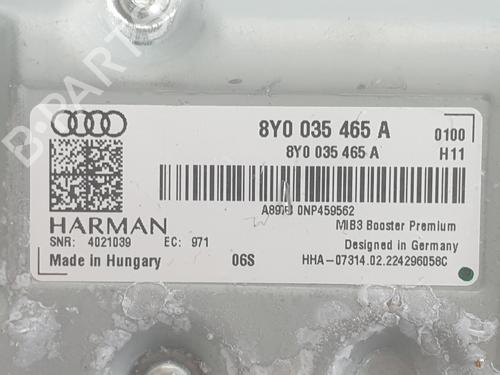 B-PARTS
8Y0 035 465 A 0100
8Y0 035 465 A H11
0NP459562
HARMAN
MIB3 Booster Premium
SNR: 4021039 EC: 971
Designed in Germany
Made in Hungary 06S
HHA-07314.02.224296058C